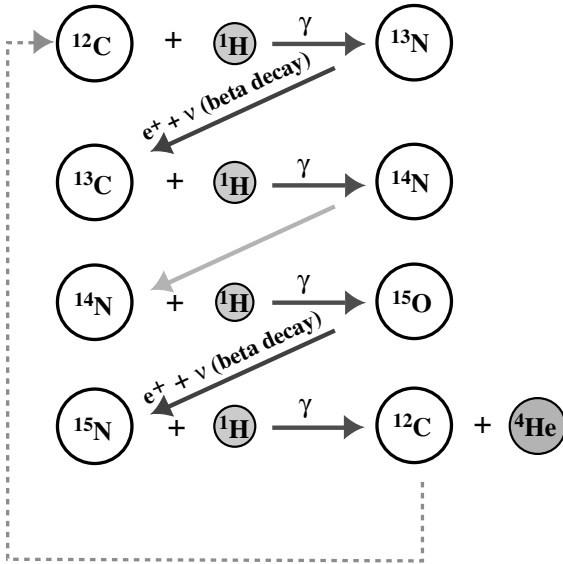 ¹²C + ¹H γ ¹³N
e⁺ + ν (beta decay)
¹³C + ¹H γ ¹⁴N
¹⁴N + ¹H γ ¹⁵O
e⁺ + ν (beta decay)
¹⁵N + ¹H γ ¹²C + ⁴He